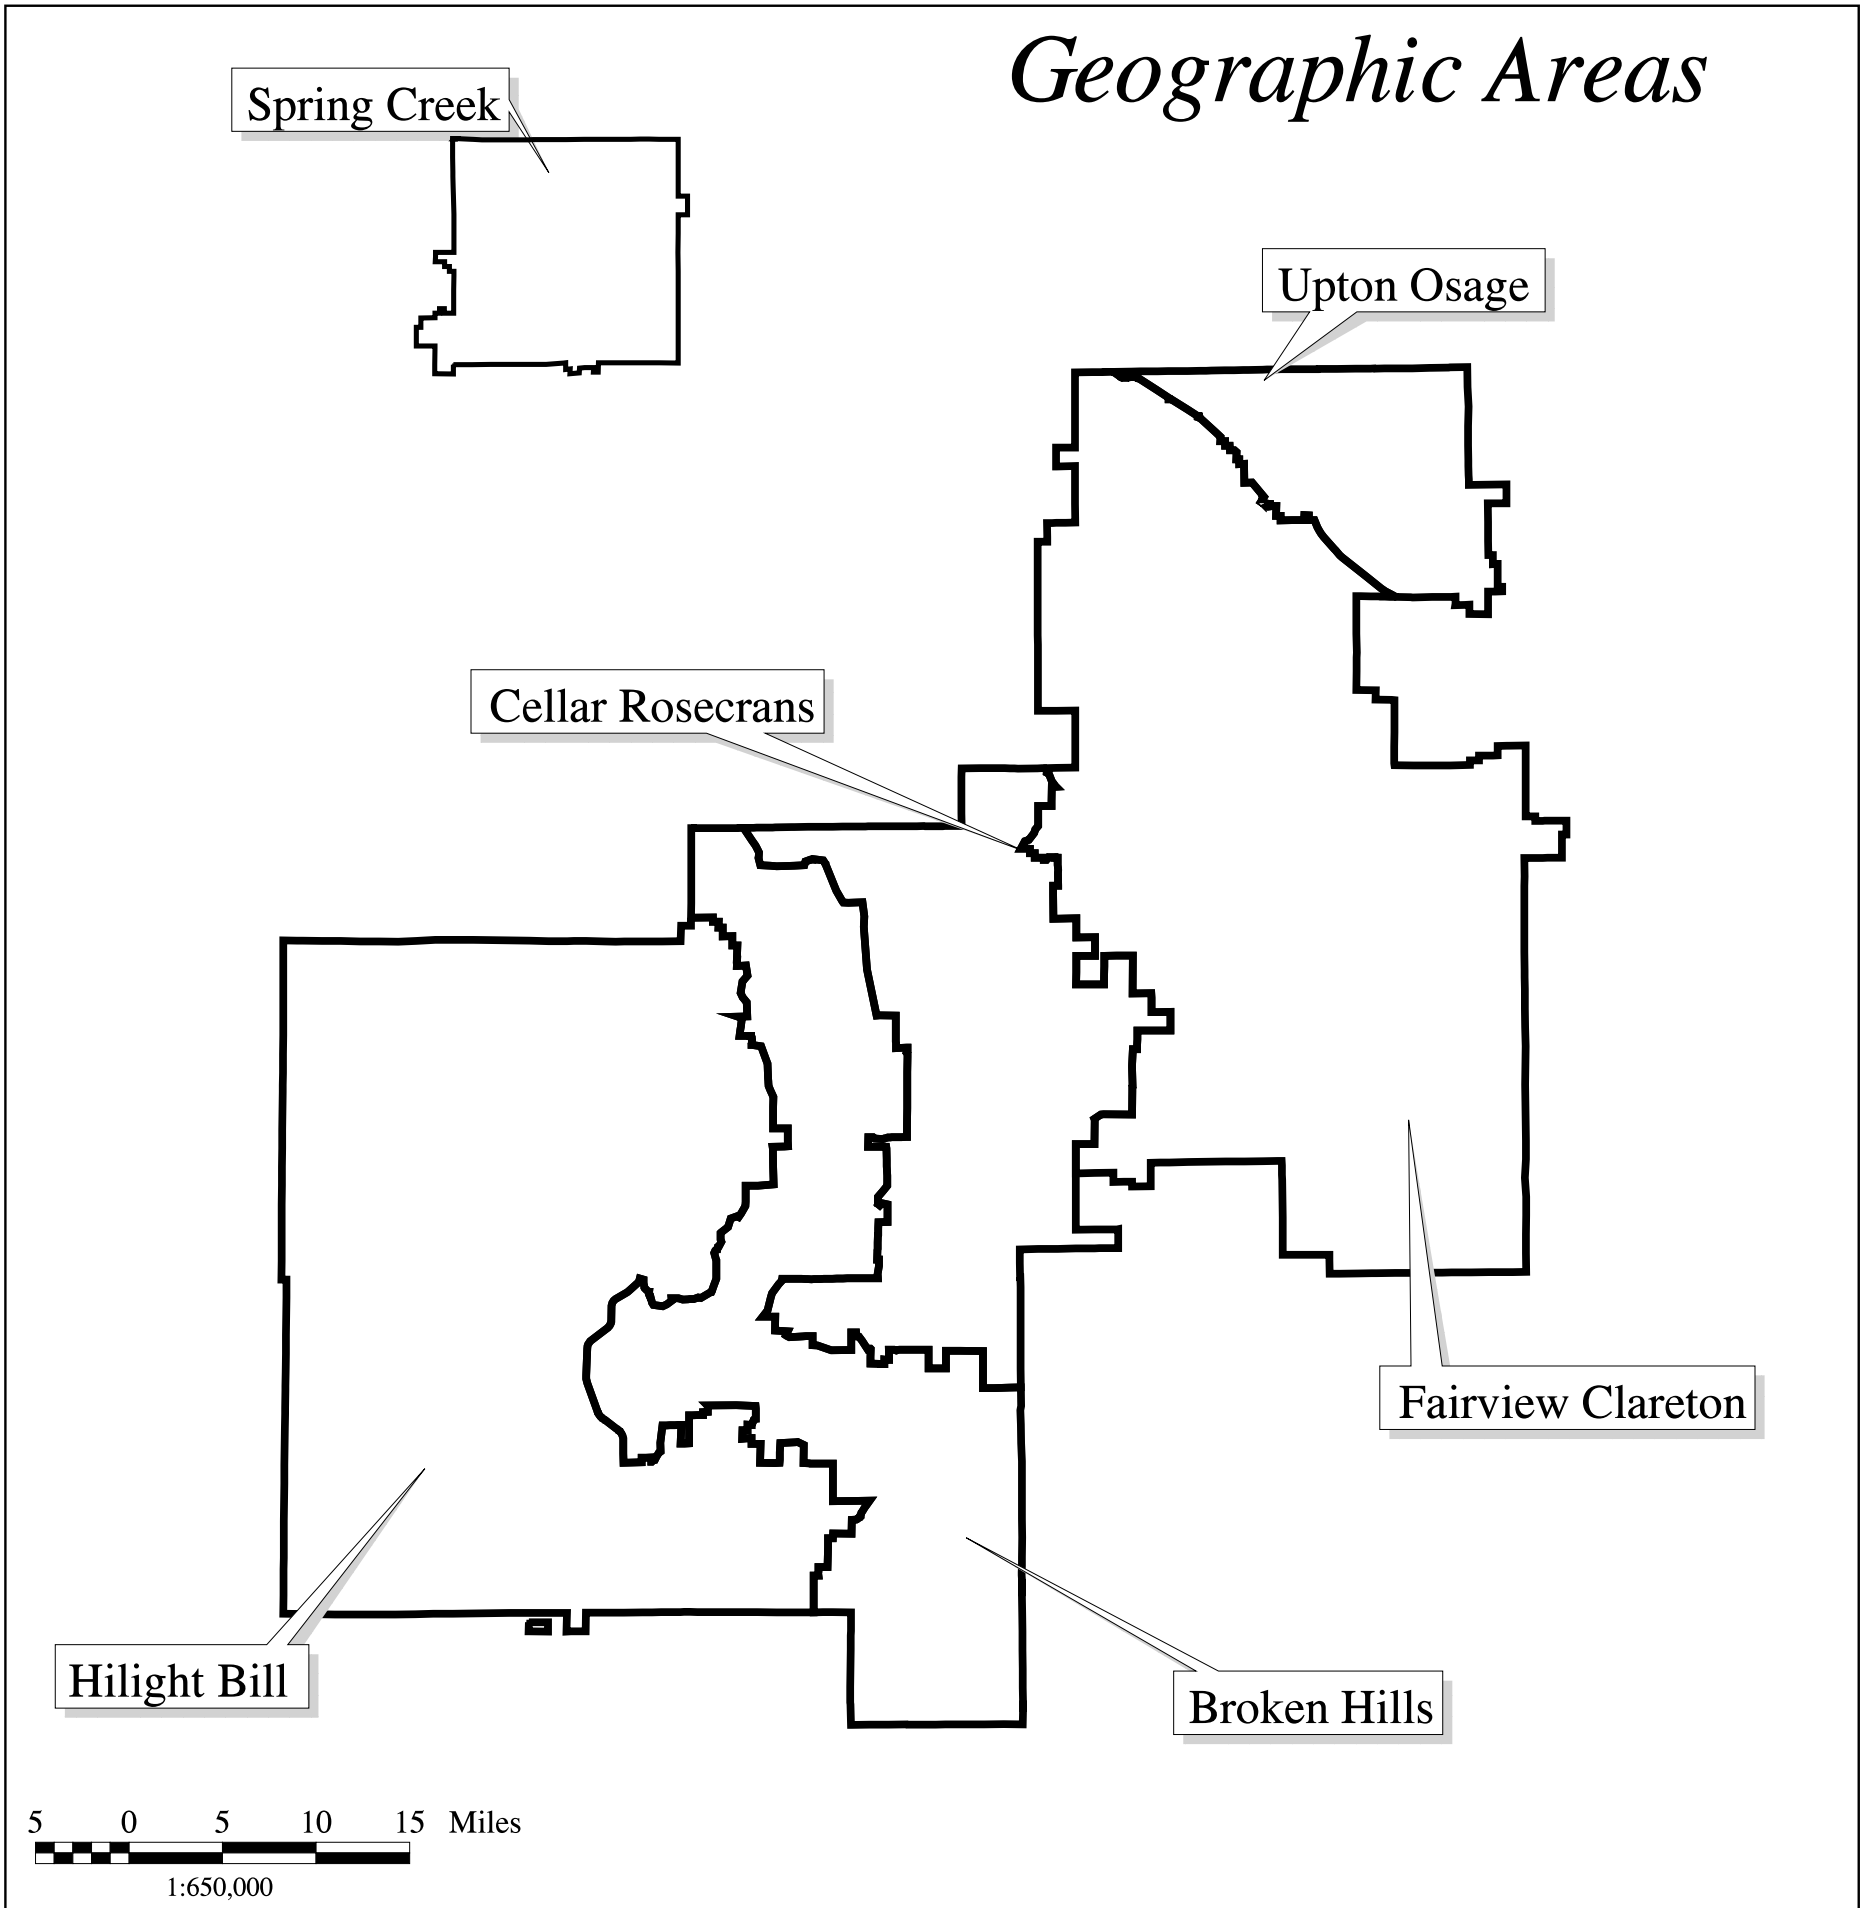 Geographic Areas
Spring Creek
Upton Osage
Cellar Rosecrans
Fairview Clareton
Hilight Bill
Broken Hills
5 0 5 10 15 Miles
1:650,000